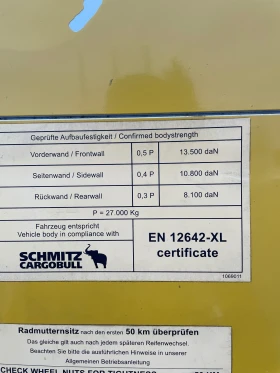 Geprüfte Aufbaufestigkeit / Confirmed bodystrength
Vorderwand / Frontwall 0,5 P 13.500 daN
Seitenwand / Sidewall 0,4 P 10.800 daN
Rückwand / Rearwall 0,3 P 8.100 daN
P = 27.000 Kg
Fahrzeug entspricht
Vehicle body in compliance with
SCHMITZ
CARGOBULL
EN 12642-XL
certificate
1069011
Radmutternsitz nach den ersten 50 km überprüfen
Das gleiche gilt auch nach jedem späteren Reifenwechsel.
Beachten Sie bitte die ausführlichen Hinweise in unserer
Allgemeinen Betriebsanleitung
CHECK WHEEL NUTS FOR TIGHTNESS